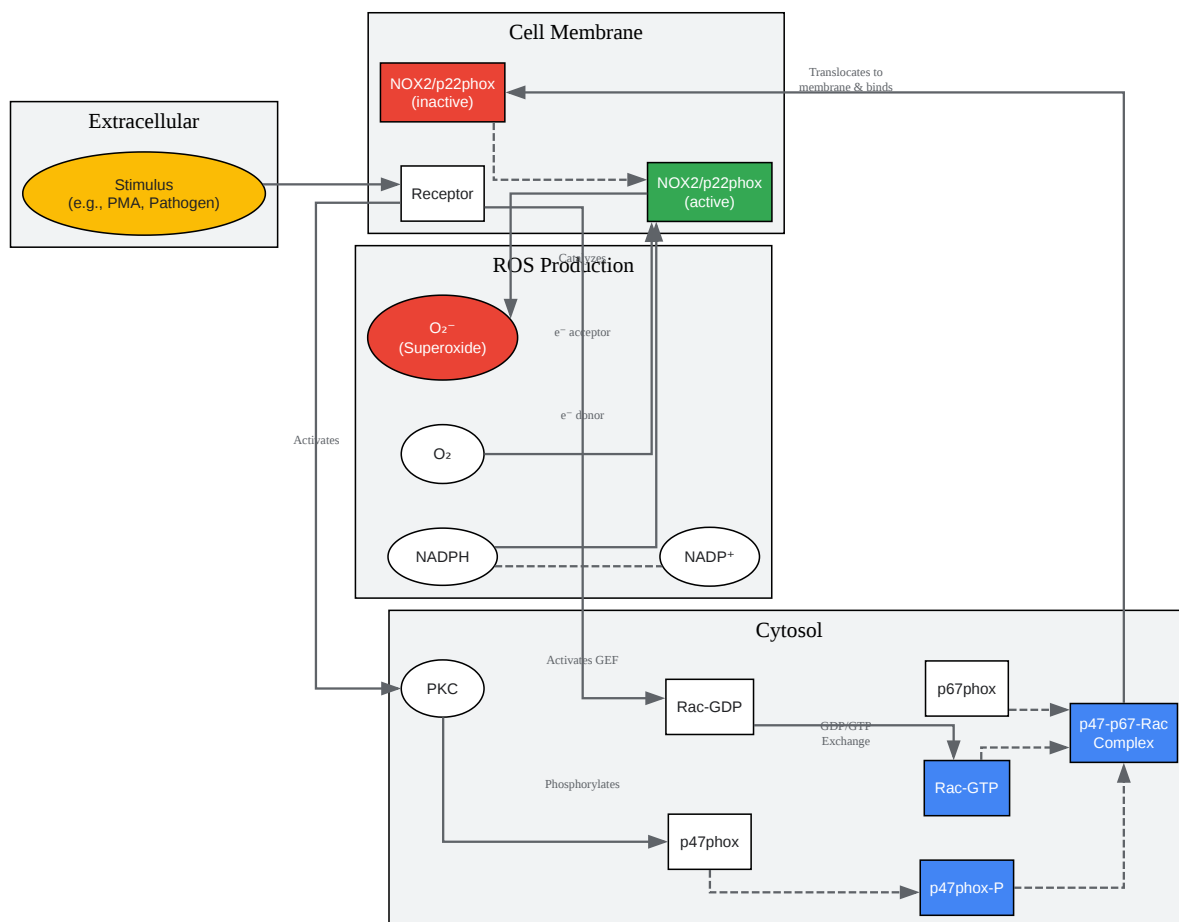 Cell Membrane
NOX2/p22phox
(inactive)
Translocates to
membrane & binds
Extracellular
Stimulus
(e.g., PMA, Pathogen)
Receptor
NOX2/p22phox
(active)
Catalyzes
ROS Production
O₂⁻
(Superoxide)
e⁻ acceptor
e⁻ donor
Activates
O₂
NADPH
NADP⁺
Cytosol
Activates GEF
PKC
Rac-GDP
p67phox
GDP/GTP
Exchange
p47-p67-Rac
Complex
Rac-GTP
Phosphorylates
p47phox
p47phox-P